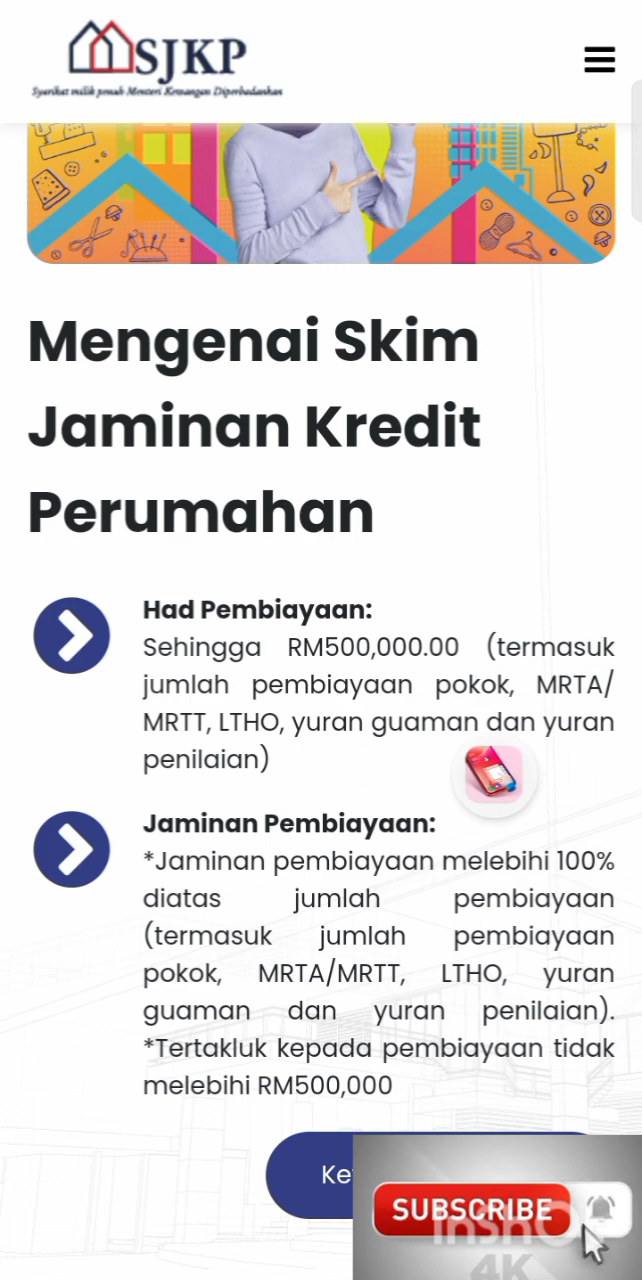 SJKP
Syarikat milik penuh Menteri Kewangan Diperbadankan
Mengenai Skim
Jaminan Kredit
Perumahan
Had Pembiayaan:
Sehingga RM500,000.00 (termasuk
jumlah pembiayaan pokok, MRTA/
MRTT, LTHO, yuran guaman dan yuran
penilaian)
Jaminan Pembiayaan:
*Jaminan pembiayaan melebihi 100%
diatas jumlah pembiayaan
(termasuk jumlah pembiayaan
pokok, MRTA/MRTT, LTHO, yuran
guaman dan yuran penilaian).
*Tertakluk kepada pembiayaan tidak
melebihi RM500,000
SUBSCRIBE
4K